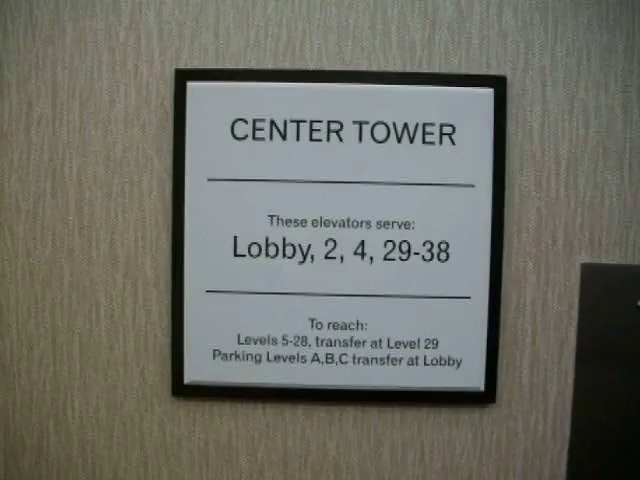 CENTER TOWER
These elevators serve:
Lobby, 2, 4, 29-38
To reach:
Levels 5-28, transfer at Level 29
Parking Levels A,B,C transfer at Lobby